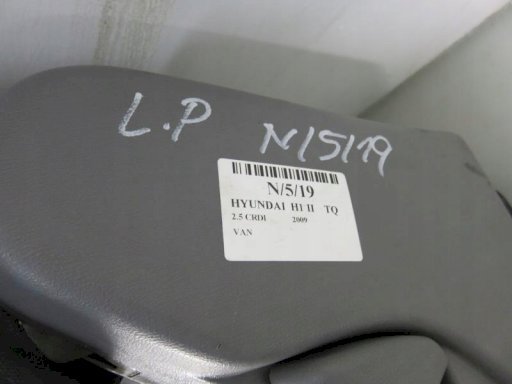 L.P N/5/19
N/5/19
HYUNDAI H1 II TQ
2.5 CRDI 2009
VAN